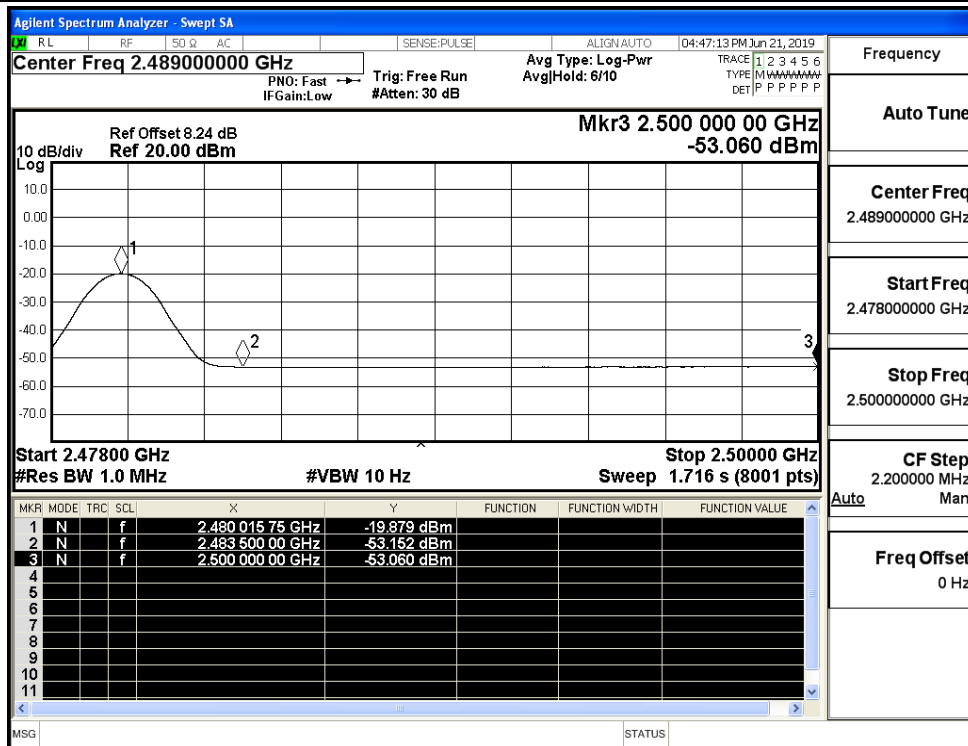 Agilent Spectrum Analyzer - Swept SA
LXI RL RF 50 Ω AC SENSE:PULSE ALIGN AUTO 04:47:13 PM Jun 21, 2019
Center Freq 2.489000000 GHz
PNO: Fast
IFGain:Low
Trig: Free Run
#Atten: 30 dB
Avg Type: Log-Pwr
Avg|Hold: 6/10
TRACE 1 2 3 4 5 6
TYPE M WWWWW
DET P P P P P P
Ref Offset 8.24 dB
10 dB/div Ref 20.00 dBm
Log
Mkr3 2.500 000 00 GHz
-53.060 dBm
10.0
0.00
-10.0
-20.0
-30.0
-40.0
-50.0
-60.0
-70.0
1
2
3
Start 2.47800 GHz Stop 2.50000 GHz
#Res BW 1.0 MHz #VBW 10 Hz Sweep 1.716 s (8001 pts)
MKR MODE TRC SCL X Y FUNCTION FUNCTION WIDTH FUNCTION VALUE
1 N f 2.480 015 75 GHz -19.879 dBm
2 N f 2.483 500 00 GHz -53.152 dBm
3 N f 2.500 000 00 GHz -53.060 dBm
4
5
6
7
8
9
10
11
MSG STATUS
Frequency
Auto Tune
Center Freq
2.489000000 GHz
Start Freq
2.478000000 GHz
Stop Freq
2.500000000 GHz
CF Step
2.200000 MHz
Auto Man
Freq Offset
0 Hz